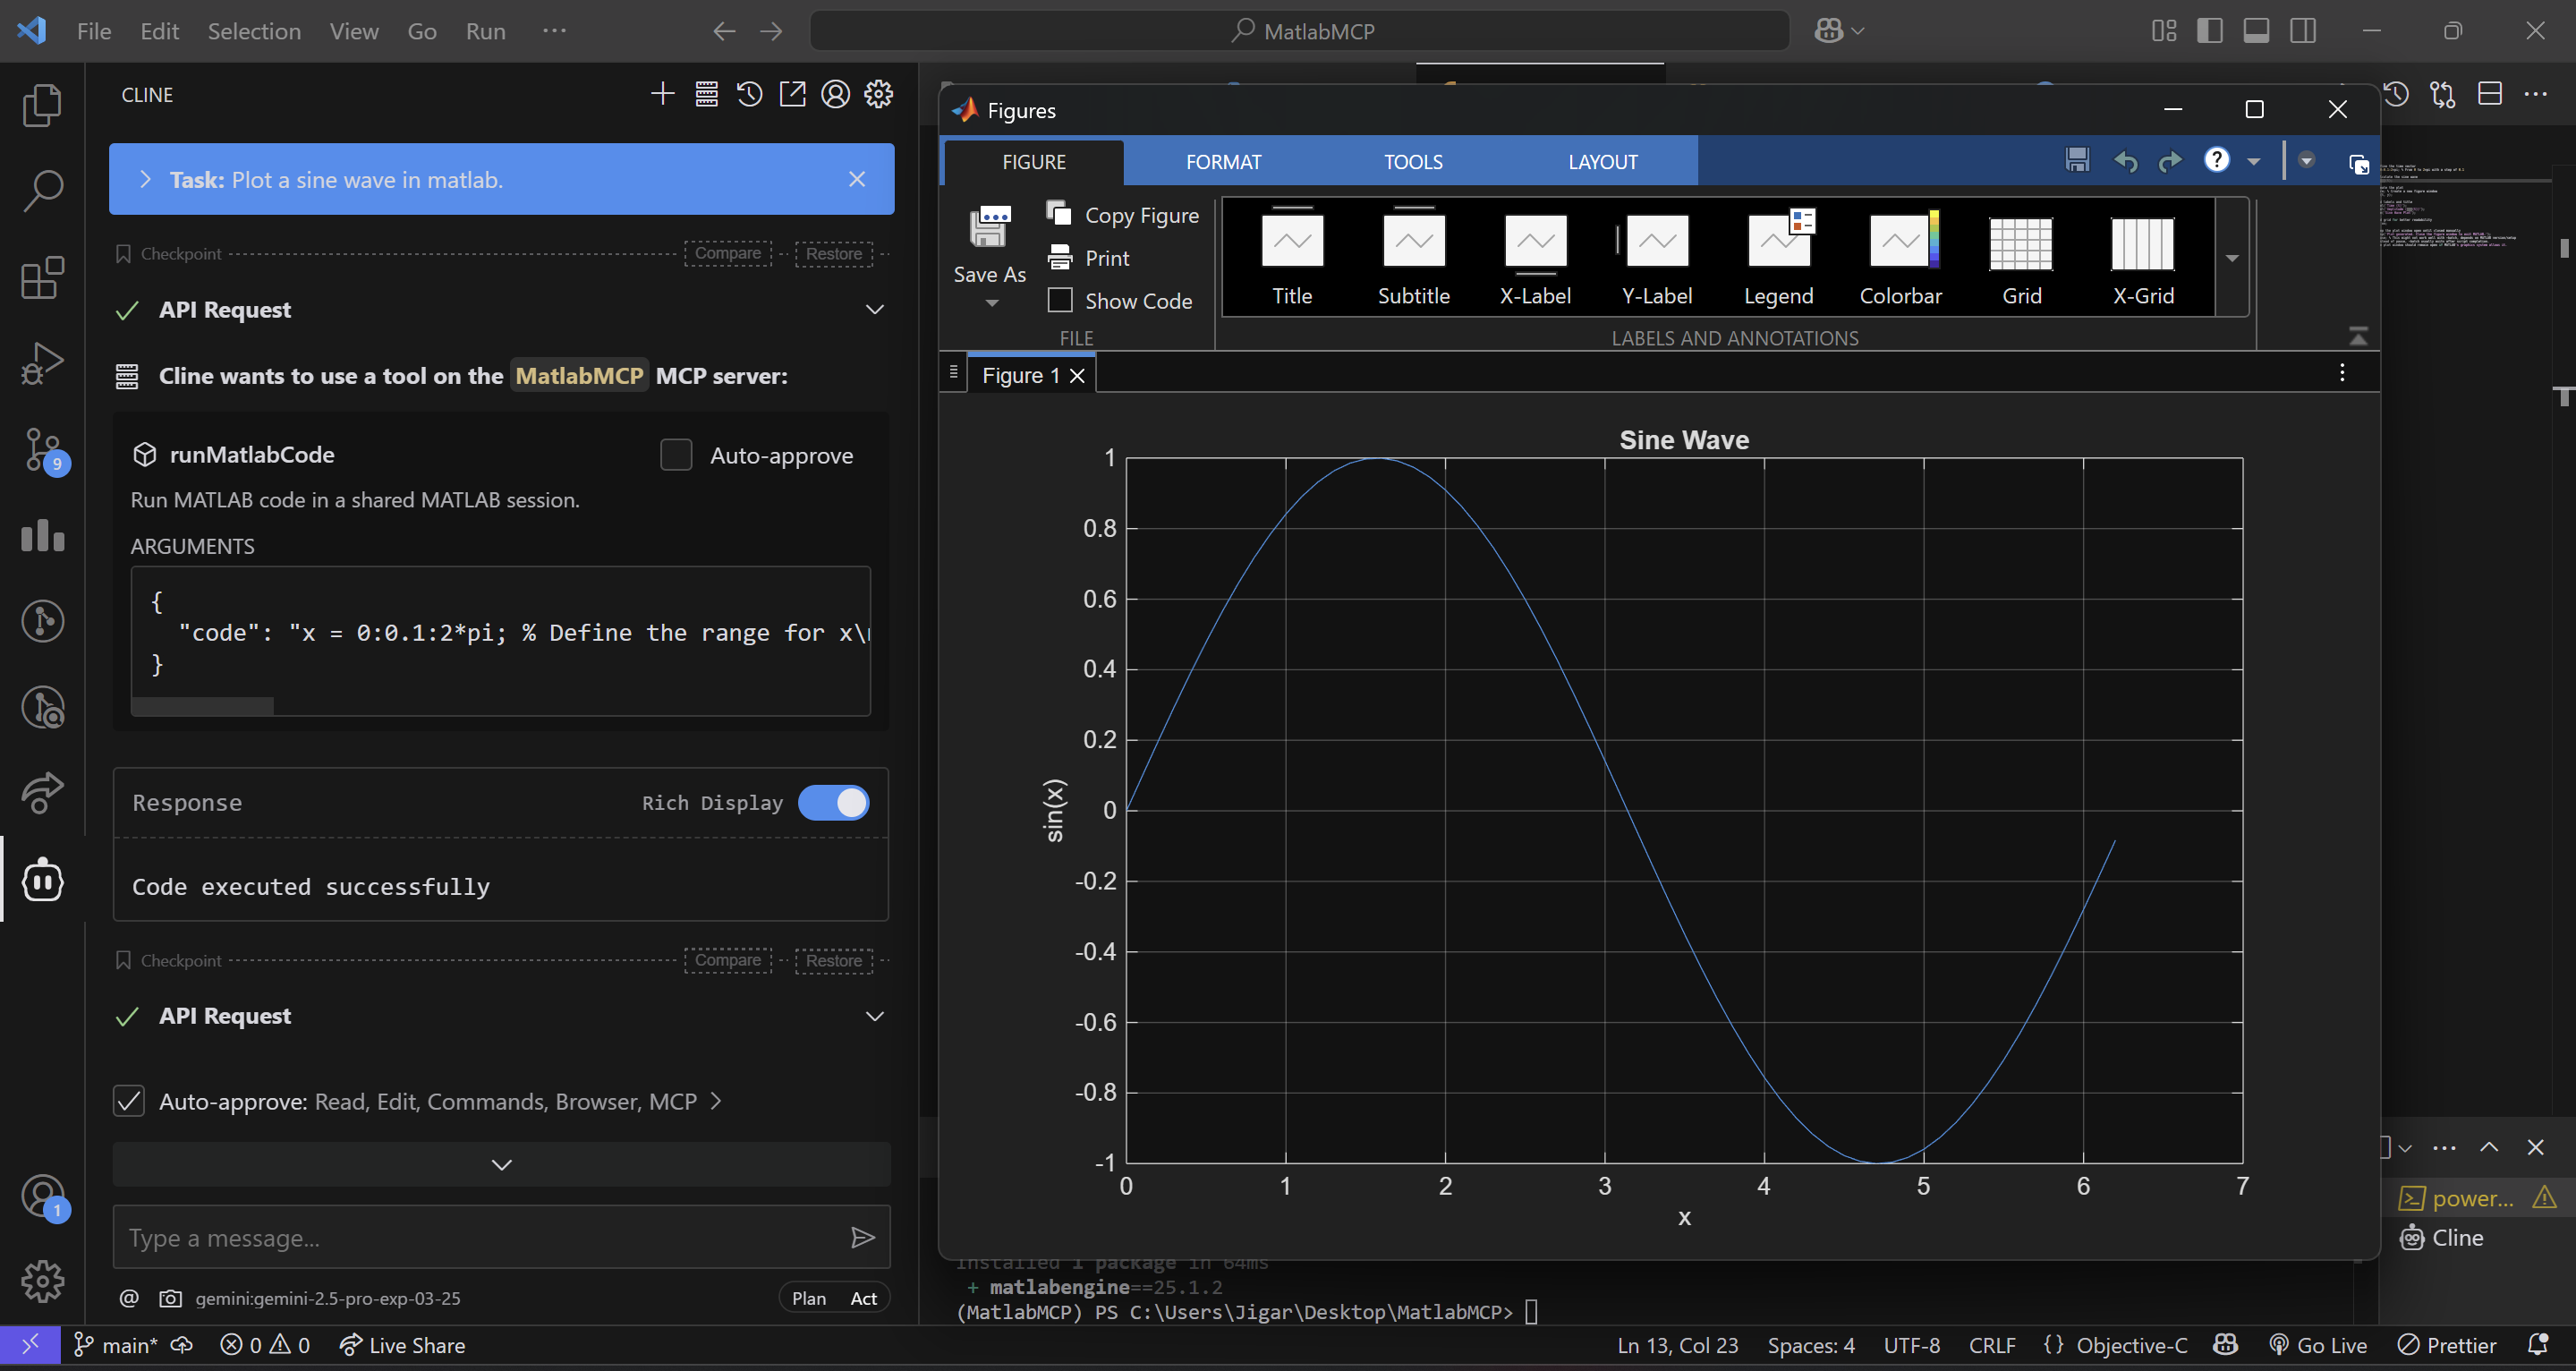 File Edit Selection View Go Run ···
MatlabMCP
CLINE
Task: Plot a sine wave in matlab.
Checkpoint Compare Restore
API Request
Cline wants to use a tool on the MatlabMCP MCP server:
runMatlabCode Auto-approve
Run MATLAB code in a shared MATLAB session.
ARGUMENTS
{
"code": "x = 0:0.1:2*pi; % Define the range for x\
}
Response Rich Display
Code executed successfully
Checkpoint Compare Restore
API Request
Auto-approve: Read, Edit, Commands, Browser, MCP >
Type a message...
@ gemini:gemini-2.5-pro-exp-03-25 Plan Act
9
1
Figures
FIGURE FORMAT TOOLS LAYOUT
Save As
Copy Figure
Print
Show Code
FILE
Title Subtitle X-Label Y-Label Legend Colorbar Grid X-Grid
LABELS AND ANNOTATIONS
Figure 1
Sine Wave
1
0.8
0.6
0.4
0.2
0
-0.2
-0.4
-0.6
-0.8
-1
sin(x)
0 1 2 3 4 5 6 7
x
Installed 1 package in 64ms
+ matlabengine==25.1.2
(MatlabMCP) PS C:\Users\Jigar\Desktop\MatlabMCP>
power...
Cline
main* 0 0 Live Share
Ln 13, Col 23 Spaces: 4 UTF-8 CRLF {} Objective-C Go Live Prettier